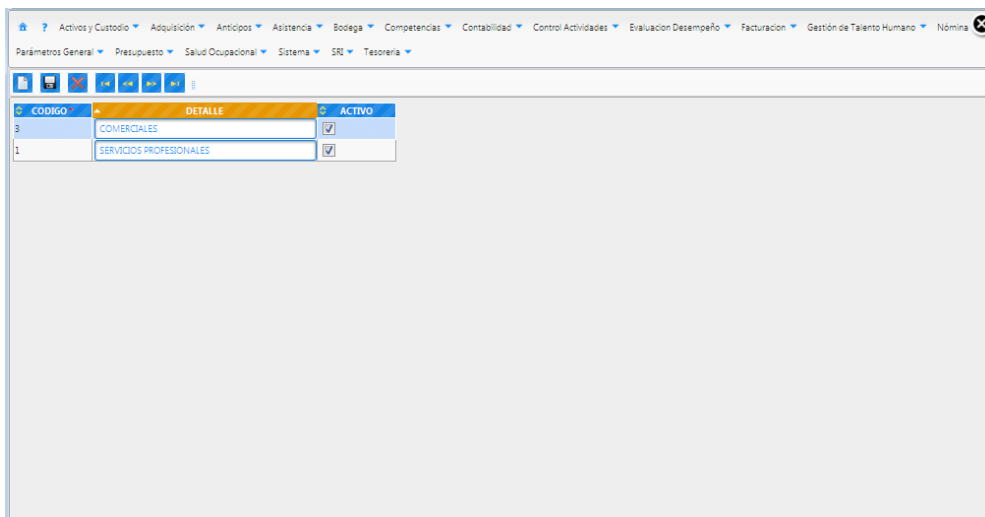 ? Activos y Custodio Adquisición Anticipos Asistencia Bodega Competencias Contabilidad Control Actividades Evaluacion Desempeño Facturacion Gestión de Talento Humano Nómina
Parámetros General Presupuesto Salud Ocupacional Sistema SRI Tesoreria
CODIGO * DETALLE ACTIVO
3 COMERCIALES
1 SERVICIOS PROFESIONALES